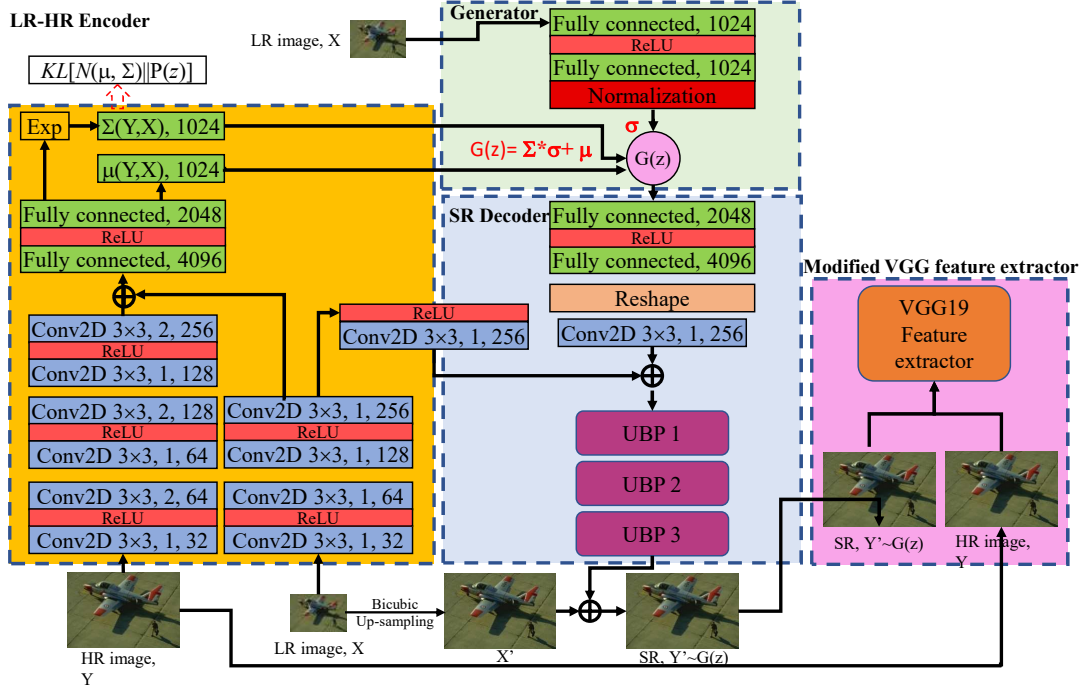 LR-HR Encoder
KL[N(μ, Σ)||P(z)]
Exp
Σ(Y,X), 1024
μ(Y,X), 1024
Fully connected, 2048
ReLU
Fully connected, 4096
Conv2D 3×3, 2, 256
ReLU
Conv2D 3×3, 1, 128
Conv2D 3×3, 2, 128
ReLU
Conv2D 3×3, 1, 64
Conv2D 3×3, 2, 64
ReLU
Conv2D 3×3, 1, 32
Conv2D 3×3, 1, 256
ReLU
Conv2D 3×3, 1, 128
Conv2D 3×3, 1, 64
ReLU
Conv2D 3×3, 1, 32
ReLU
Conv2D 3×3, 1, 256
HR image,
Y
LR image, X
Bicubic
Up-sampling
X’
SR, Y’~G(z)
Generator
LR image, X
Fully connected, 1024
ReLU
Fully connected, 1024
Normalization
σ
G(z)= Σ*σ+ μ
G(z)
SR Decoder
Fully connected, 2048
ReLU
Fully connected, 4096
Reshape
Conv2D 3×3, 1, 256
UBP 1
UBP 2
UBP 3
Modified VGG feature extractor
VGG19
Feature
extractor
SR, Y’~G(z)
HR image,
Y